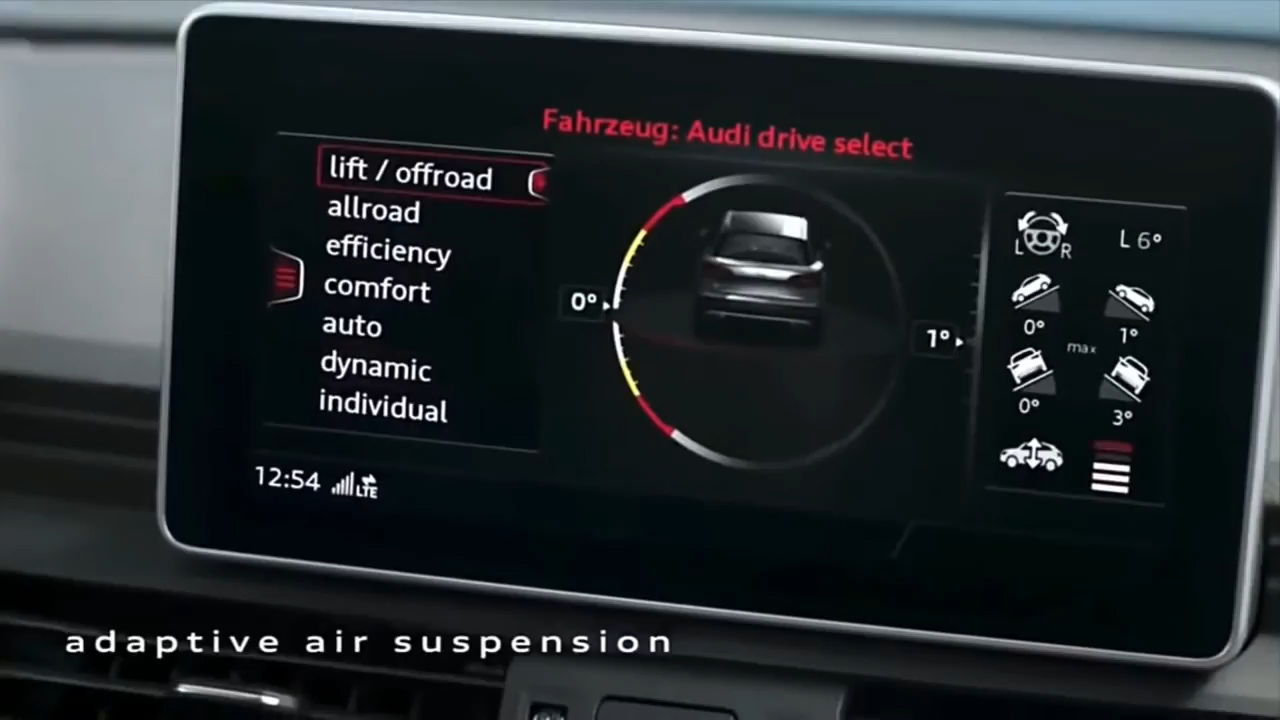 Fahrzeug: Audi drive select
lift / offroad
allroad
efficiency
comfort
auto
dynamic
individual
0°
1°
L R L 6°
0° 1°
max
0° 3°
12:54 LTE
adaptive air suspension